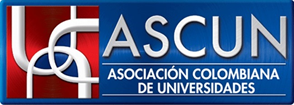 ASCUN
ASOCIACIÓN COLOMBIANA
DE UNIVERSIDADES